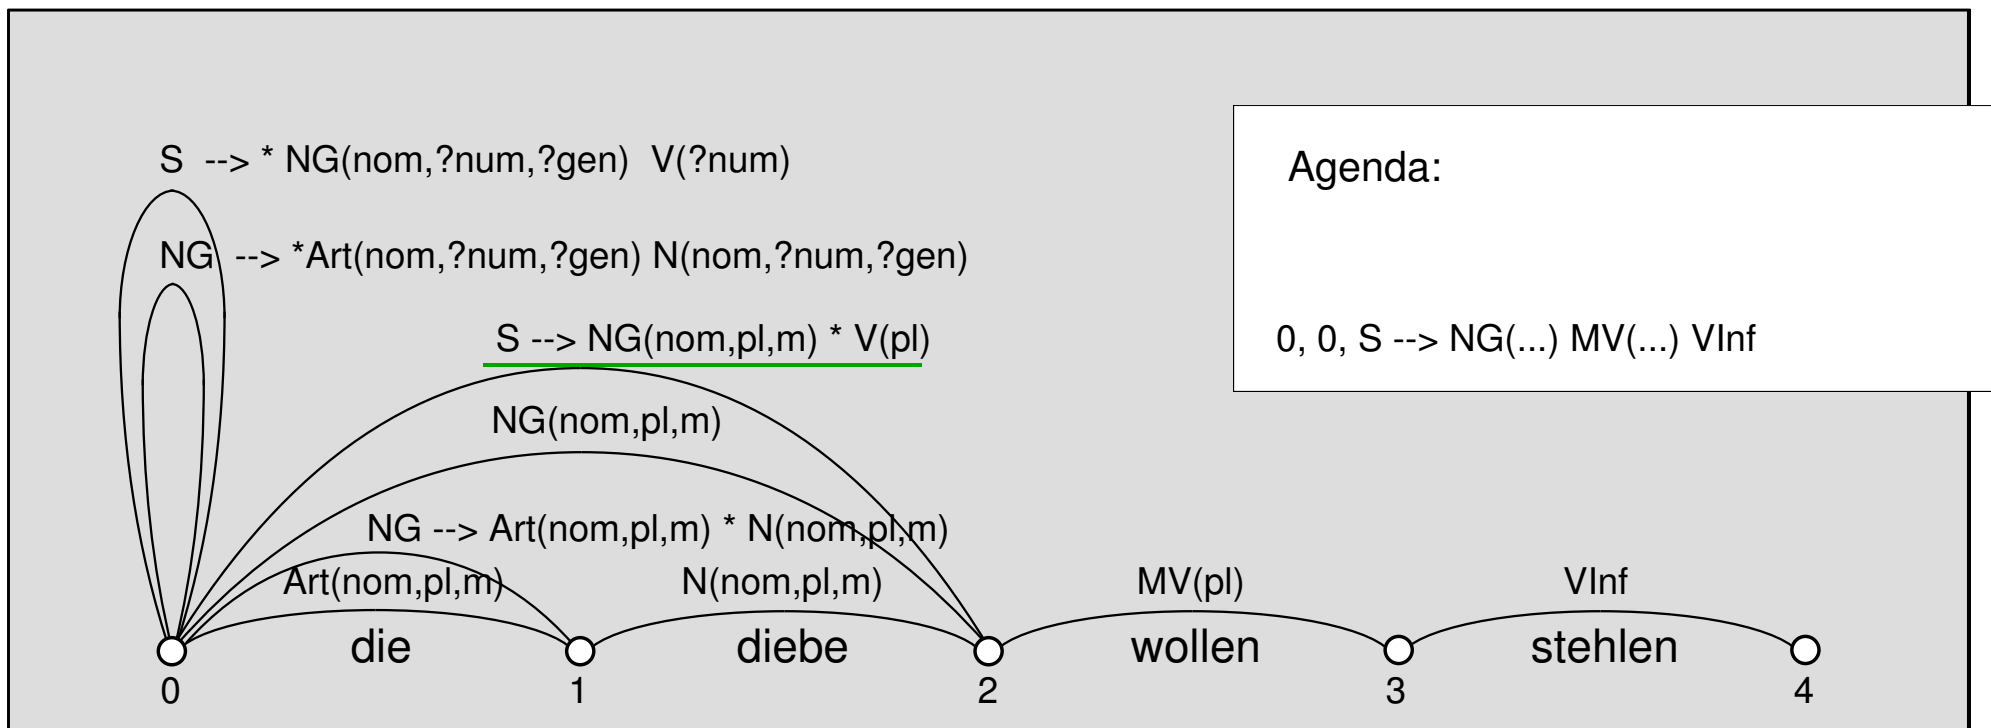 S --> * NG(nom,?num,?gen) V(?num)
Agenda:
NG --> *Art(nom,?num,?gen) N(nom,?num,?gen)
S --> NG(nom,pl,m) * V(pl)
0, 0, S --> NG(...) MV(...) VInf
NG(nom,pl,m)
NG --> Art(nom,pl,m) * N(nom,pl,m)
Art(nom,pl,m) N(nom,pl,m) MV(pl) VInf
die diebe wollen stehlen
0 1 2 3 4